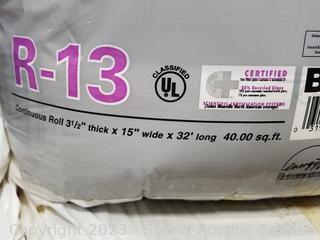 R-13
CLASSIFIED
UL
CERTIFIED
25% Recycled Glass
SCIENTIFIC CERTIFICATION SYSTEMS
Continuous Roll 3½" thick x 15" wide x 32' long 40.00 sq.ft.
B
energy
© 2023 - Sound Auction Service